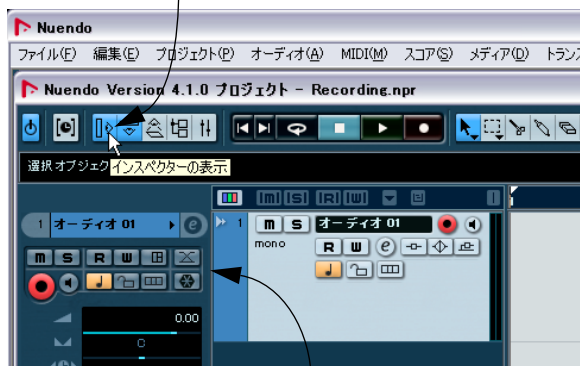 Nuendo
ファイル(F) 編集(E) プロジェクト(P) オーディオ(A) MIDI(M) スコア(S) メディア(D) トランス
Nuendo Version 4.1.0 プロジェクト - Recording.npr
選択オブジェク
インスペクターの表示
m S R W
1 オーディオ 01 e
1 m S オーディオ 01
mono R W e
m S R W
0.00
C